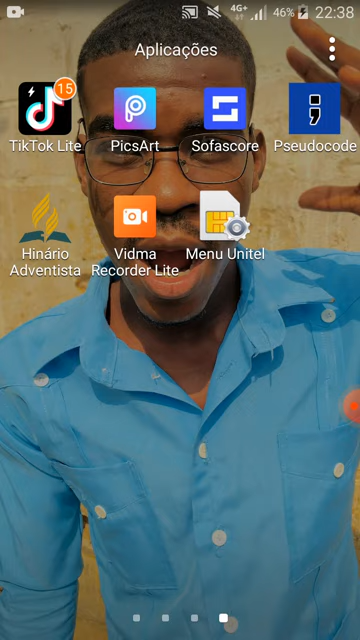 4G+ 46% 22:38
Aplicações
15
TikTok Lite PicsArt Sofascore Pseudocode
Hinário Vidma Menu Unitel
Adventista Recorder Lite